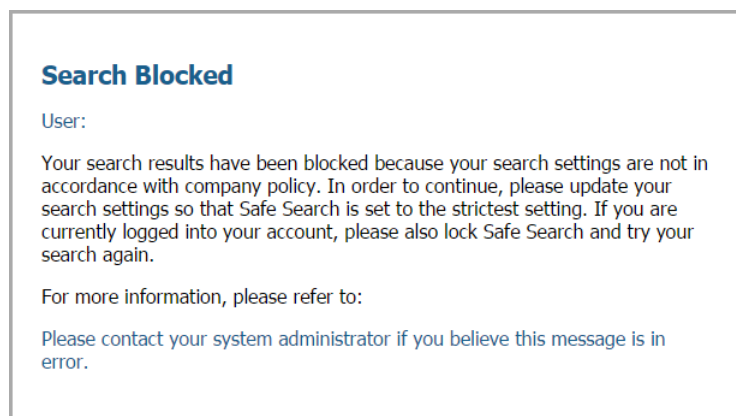 Search Blocked
User:
Your search results have been blocked because your search settings are not in
accordance with company policy. In order to continue, please update your
search settings so that Safe Search is set to the strictest setting. If you are
currently logged into your account, please also lock Safe Search and try your
search again.
For more information, please refer to:
Please contact your system administrator if you believe this message is in
error.